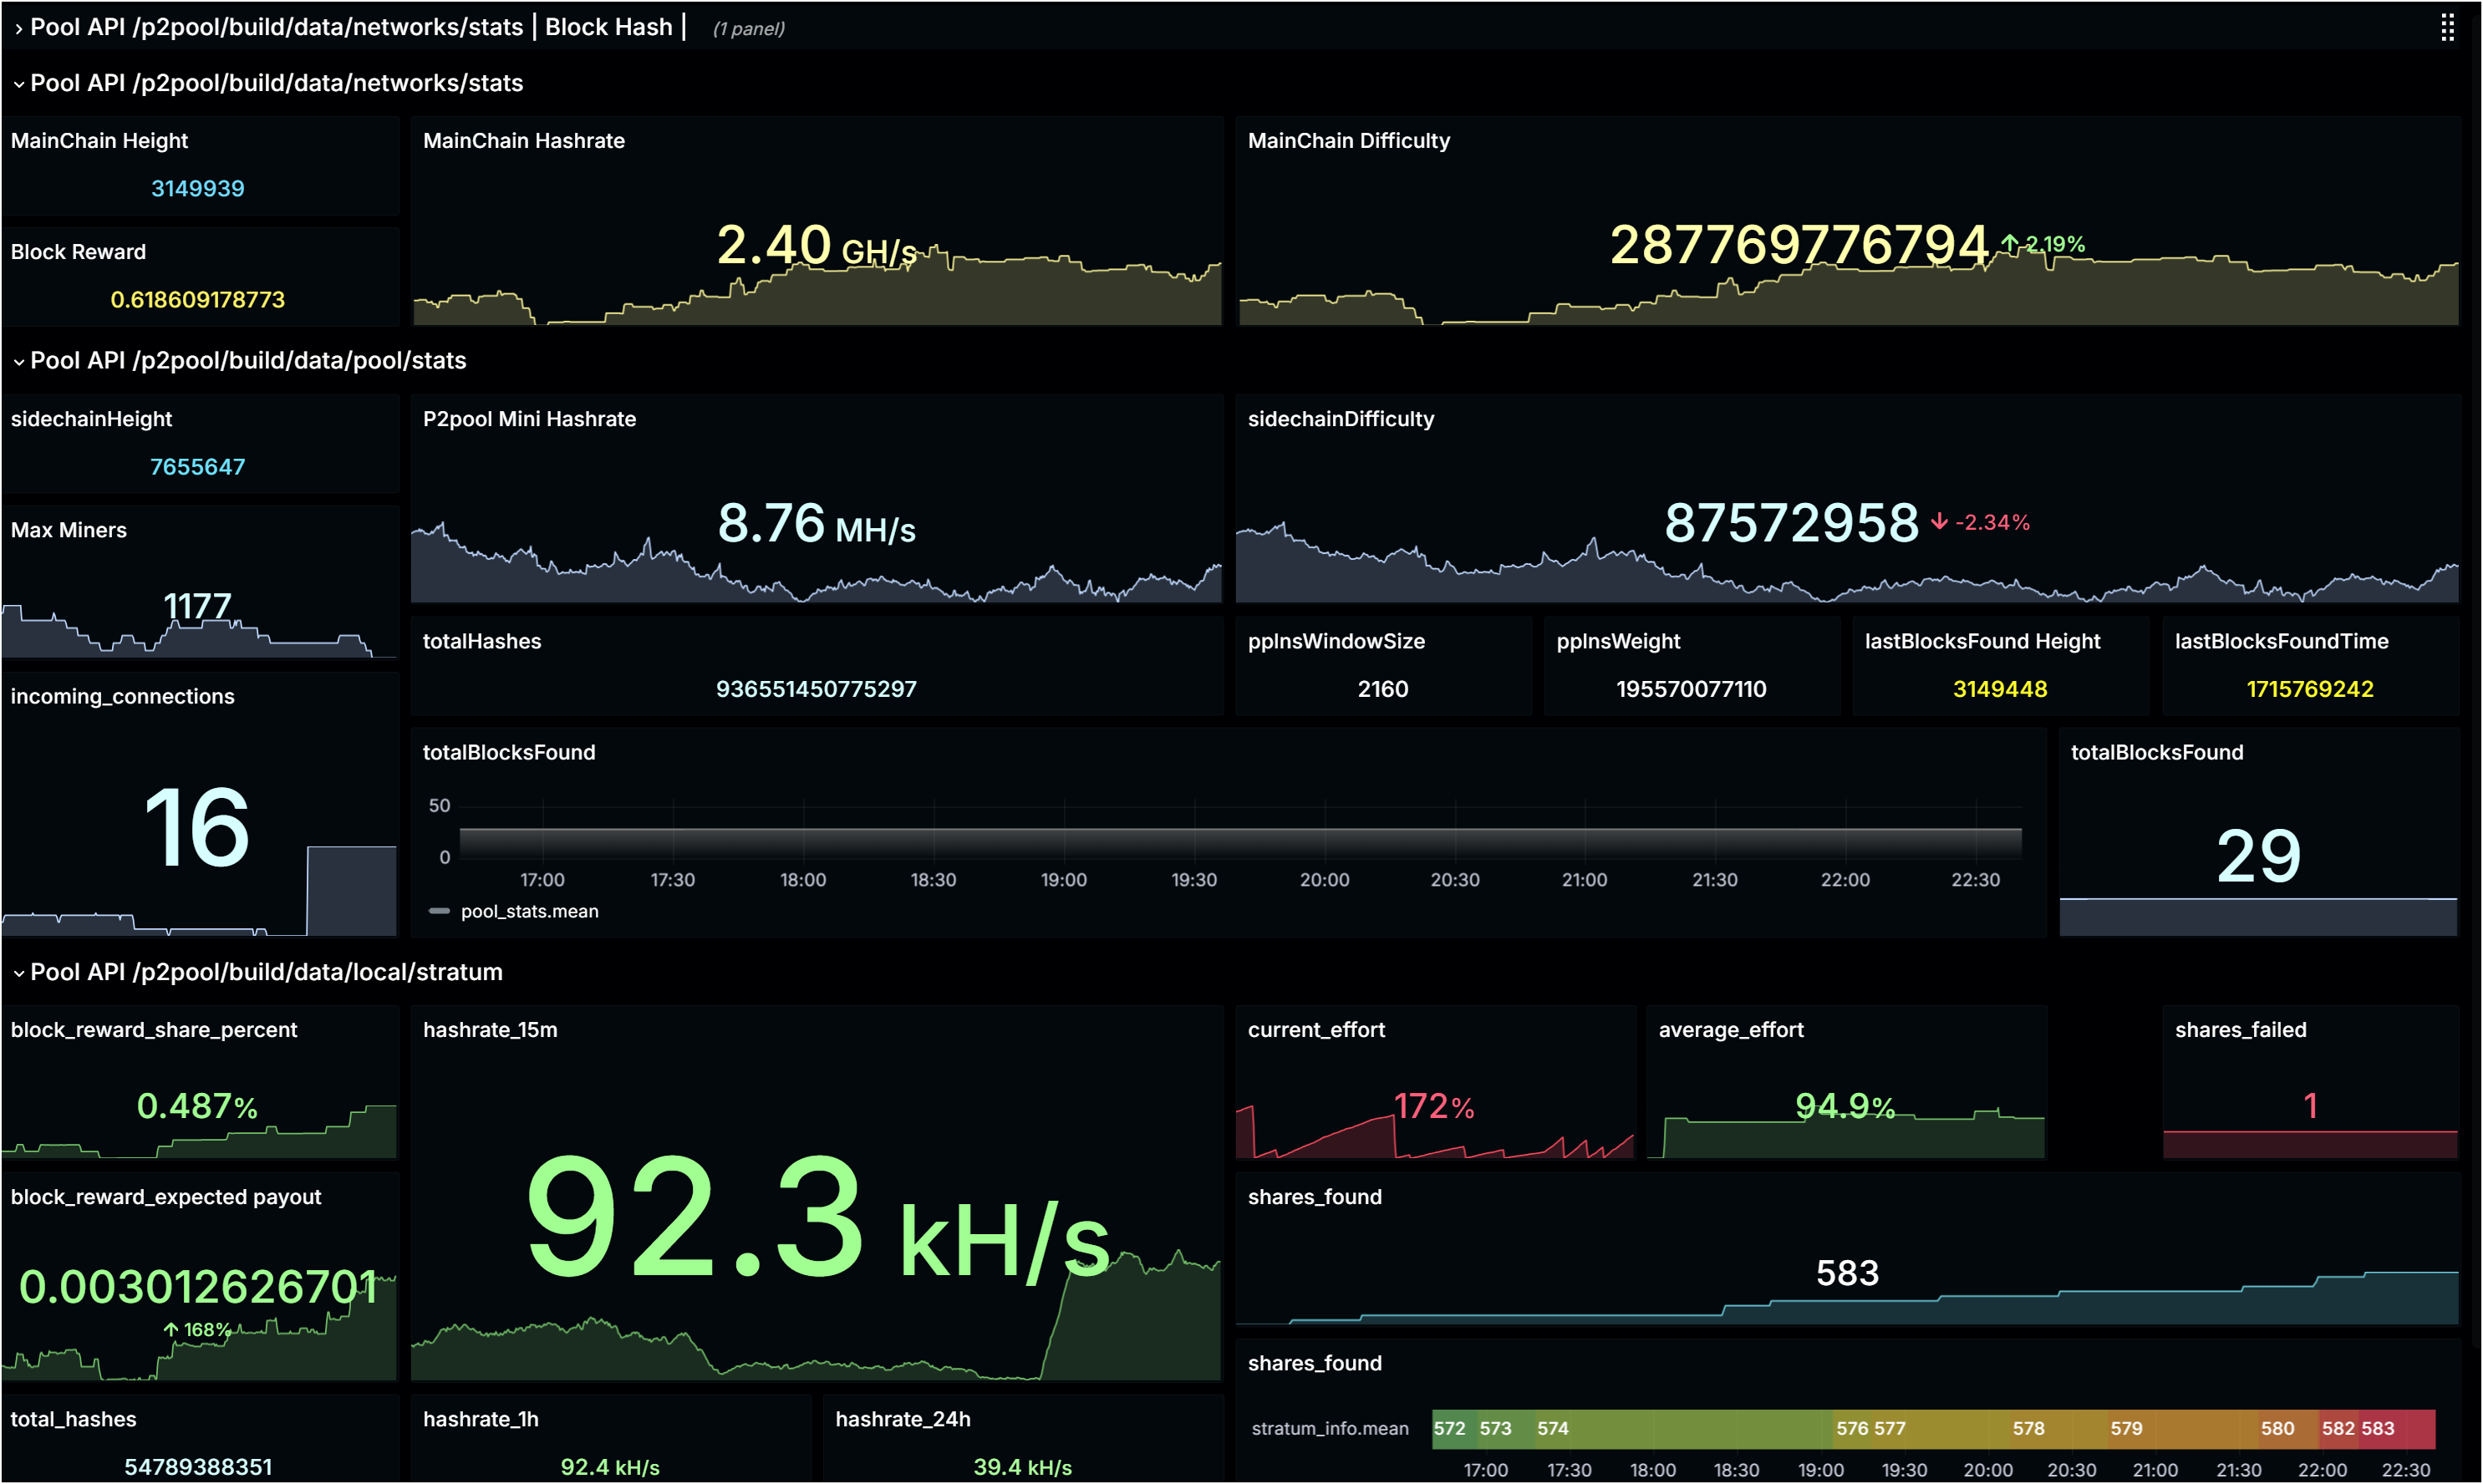 Pool API /p2pool/build/data/networks/stats | Block Hash | (1 panel)
Pool API /p2pool/build/data/networks/stats
MainChain Height
3149939
MainChain Hashrate
2.40 GH/s
MainChain Difficulty
287769776794 2.19%
Block Reward
0.618609178773
Pool API /p2pool/build/data/pool/stats
sidechainHeight
7655647
P2pool Mini Hashrate
8.76 MH/s
sidechainDifficulty
87572958 -2.34%
Max Miners
1177
totalHashes
936551450775297
pplnsWindowSize
2160
pplnsWeight
195570077110
lastBlocksFound Height
3149448
lastBlocksFoundTime
1715769242
incoming_connections
16
totalBlocksFound
50
0
17:00 17:30 18:00 18:30 19:00 19:30 20:00 20:30 21:00 21:30 22:00 22:30
pool_stats.mean
totalBlocksFound
29
Pool API /p2pool/build/data/local/stratum
block_reward_share_percent
0.487%
hashrate_15m
92.3 kH/s
current_effort
172%
average_effort
94.9%
shares_failed
1
block_reward_expected payout
0.003012626701
168%
shares_found
583
shares_found
stratum_info.mean 572 573 574 576 577 578 579 580 582 583
17:00 17:30 18:00 18:30 19:00 19:30 20:00 20:30 21:00 21:30 22:00 22:30
total_hashes
54789388351
hashrate_1h
92.4 kH/s
hashrate_24h
39.4 kH/s